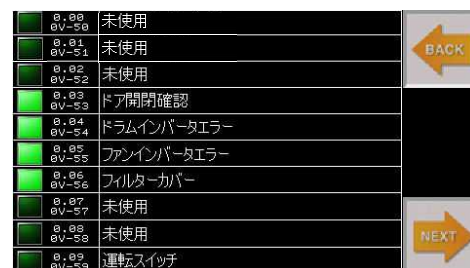 0.00
0V-50 未使用
BACK
0.01
0V-51 未使用
0.02
0V-52 未使用
0.03
0V-53 ドア開閉確認
0.04
0V-54 ドラムインバータエラー
0.05
0V-55 ファンインバータエラー
0.06
0V-56 フィルターカバー
0.07
0V-57 未使用
0.08
0V-58 未使用
NEXT
0.09
0V-59 運転スイッチ